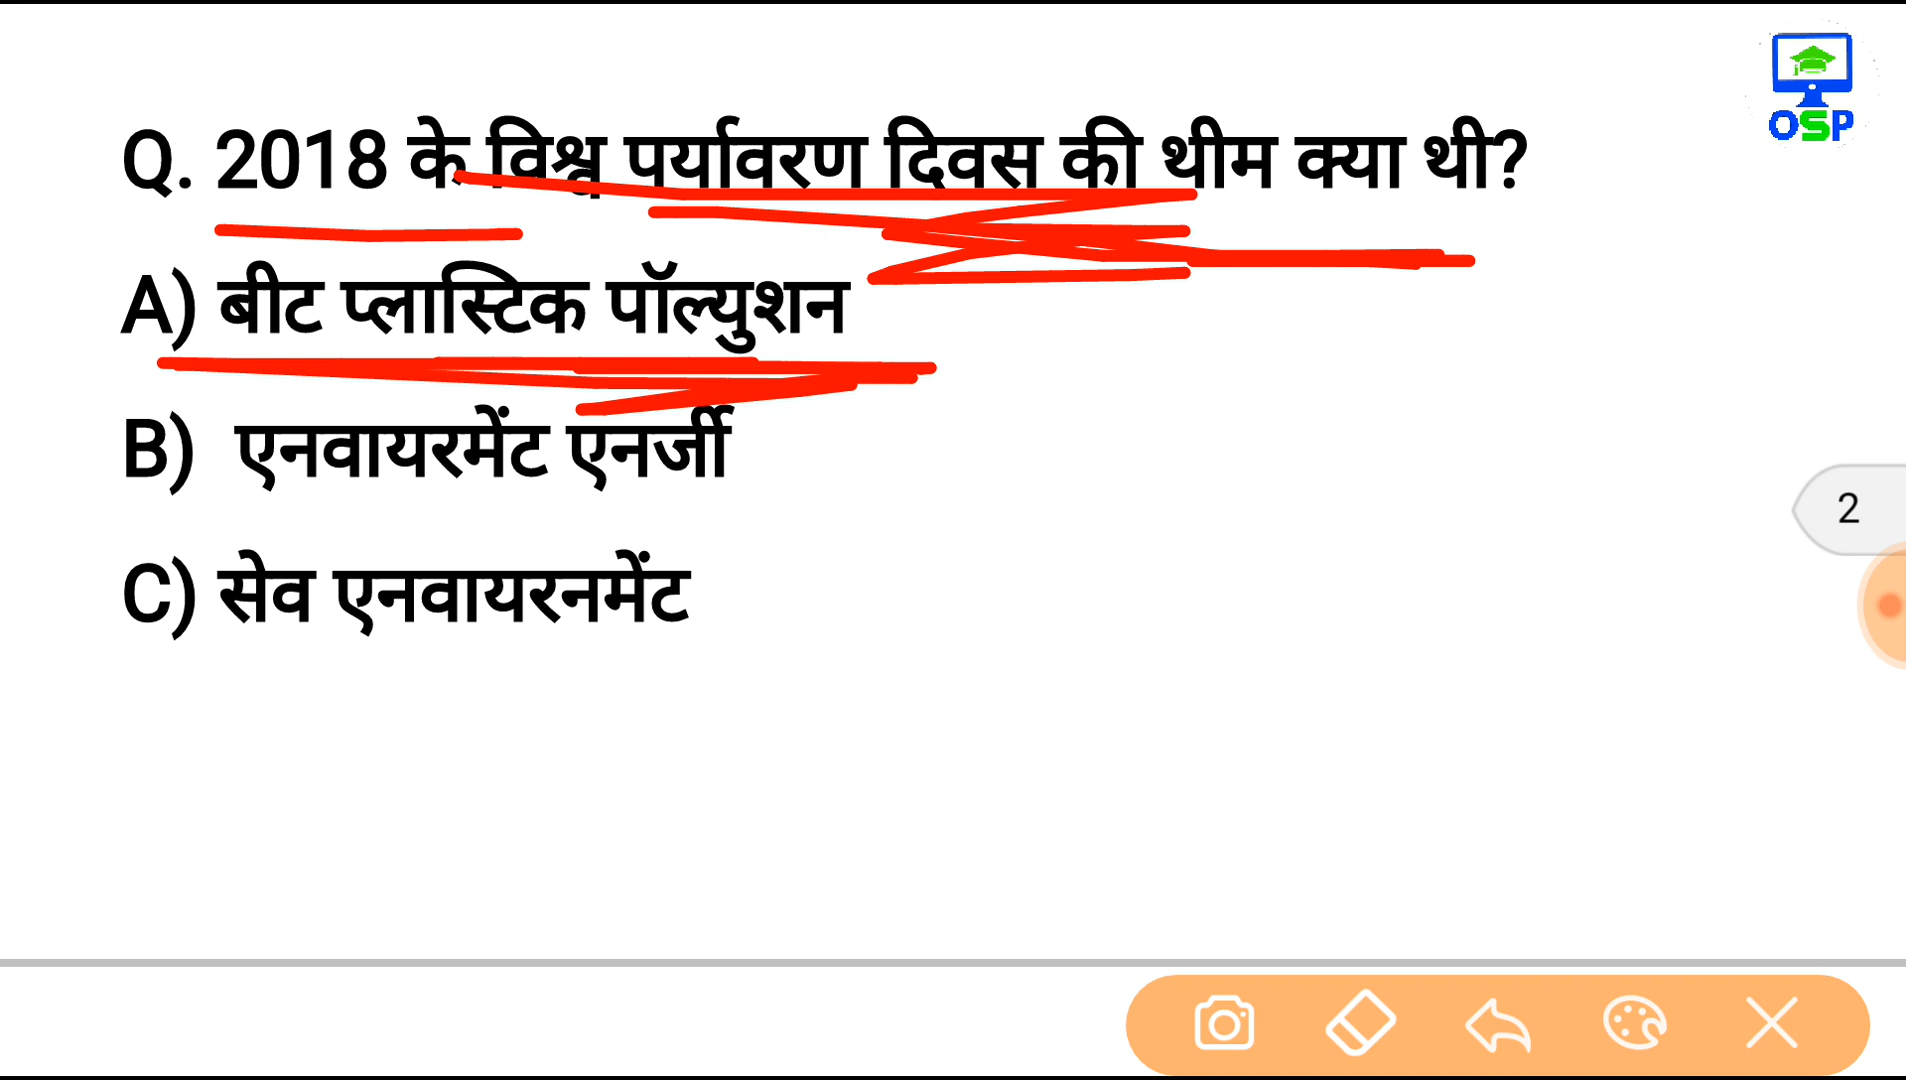 OSP
Q. 2018 के विश्व पर्यावरण दिवस की थीम क्या थी?
A) बीट प्लास्टिक पॉल्युशन
B) एनवायरमेंट एनर्जी
C) सेव एनवायरनमेंट
2